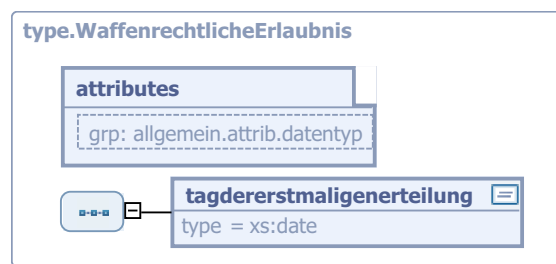 type.WaffenrechtlicheErlaubnis
attributes
grp: allgemein.attrib.datentyp
tagdererstmaligenerteilung
type = xs:date